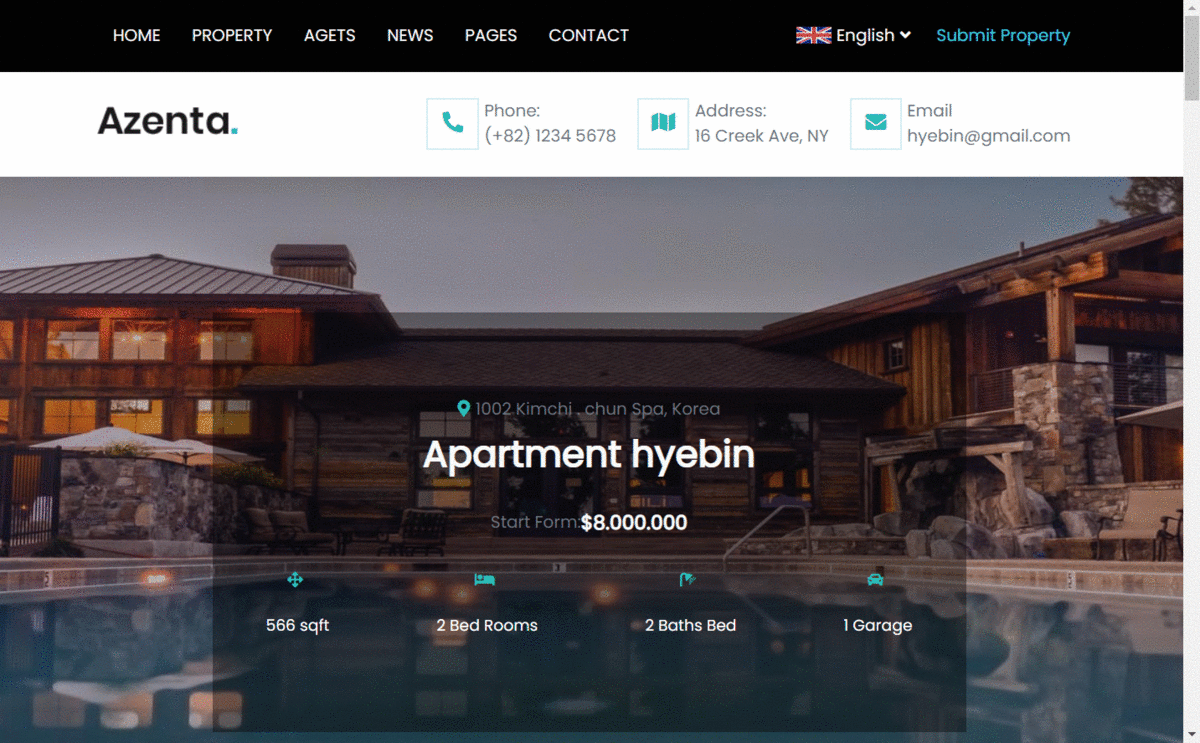 HOME PROPERTY AGETS NEWS PAGES CONTACT English Submit Property
Azenta.
Phone:
(+82) 1234 5678
Address:
16 Creek Ave, NY
Email
hyebin@gmail.com
1002 Kimchi . chun Spa, Korea
Apartment hyebin
Start Form:$8.000.000
566 sqft
2 Bed Rooms
2 Baths Bed
1 Garage